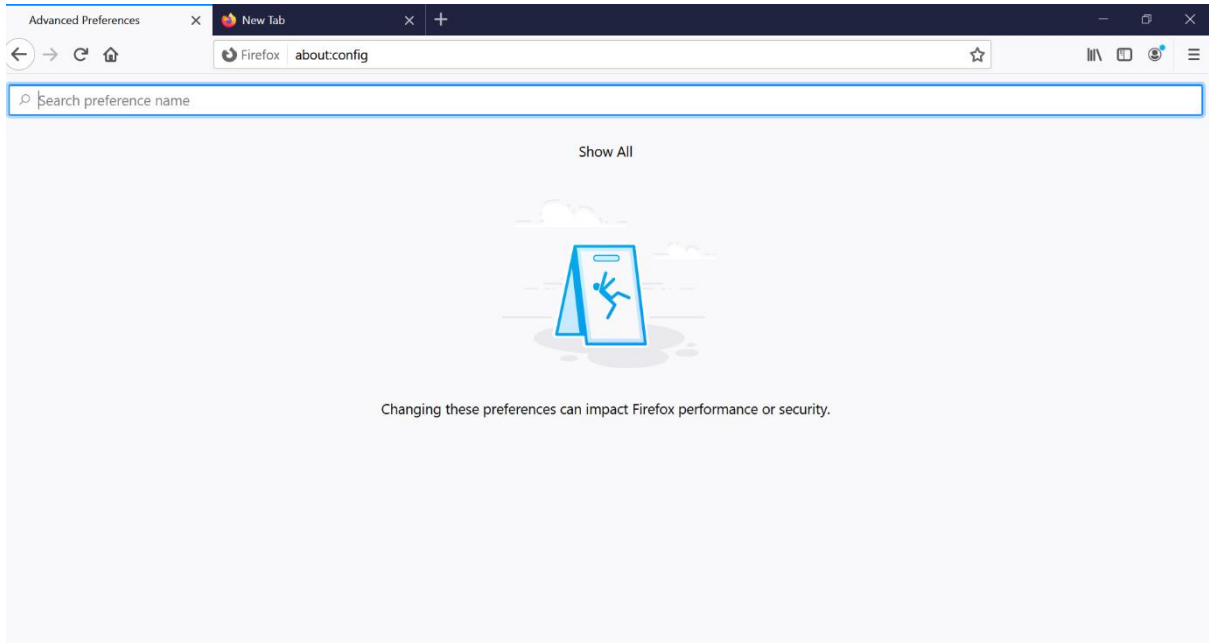 Advanced Preferences
New Tab
Firefox about:config
Search preference name
Show All
Changing these preferences can impact Firefox performance or security.